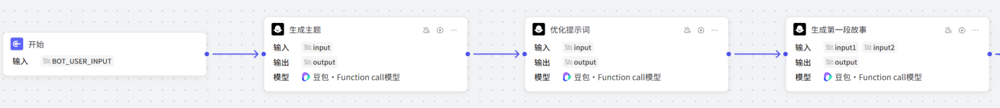 开始
输入 Str. BOT_USER_INPUT
生成主题
输入 Str. input
输出 Str. output
模型 豆包·Function call模型
优化提示词
输入 Str. input
输出 Str. output
模型 豆包·Function call模型
生成第一段故事
输入 Str. input1 Str. input2
输出 Str. output
模型 豆包·Function call模型